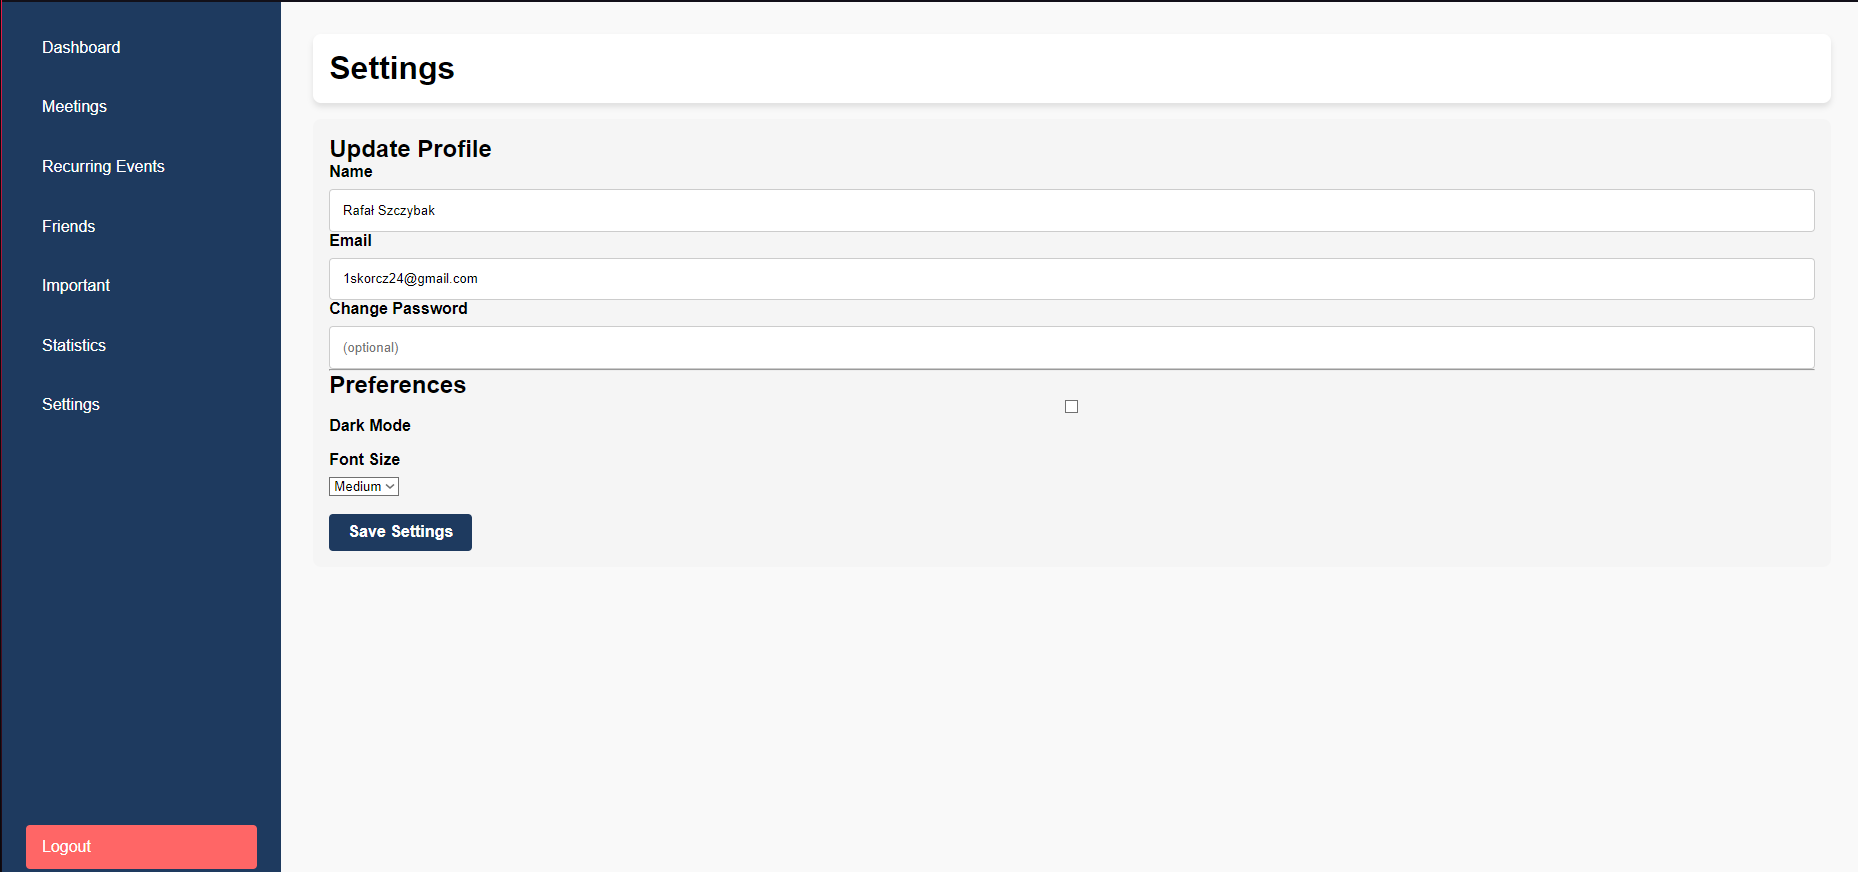 Dashboard
Meetings
Recurring Events
Friends
Important
Statistics
Settings
Logout
Settings
Update Profile
Name
Rafał Szczybak
Email
1skorcz24@gmail.com
Change Password
(optional)
Preferences
Dark Mode
Font Size
Medium
Save Settings